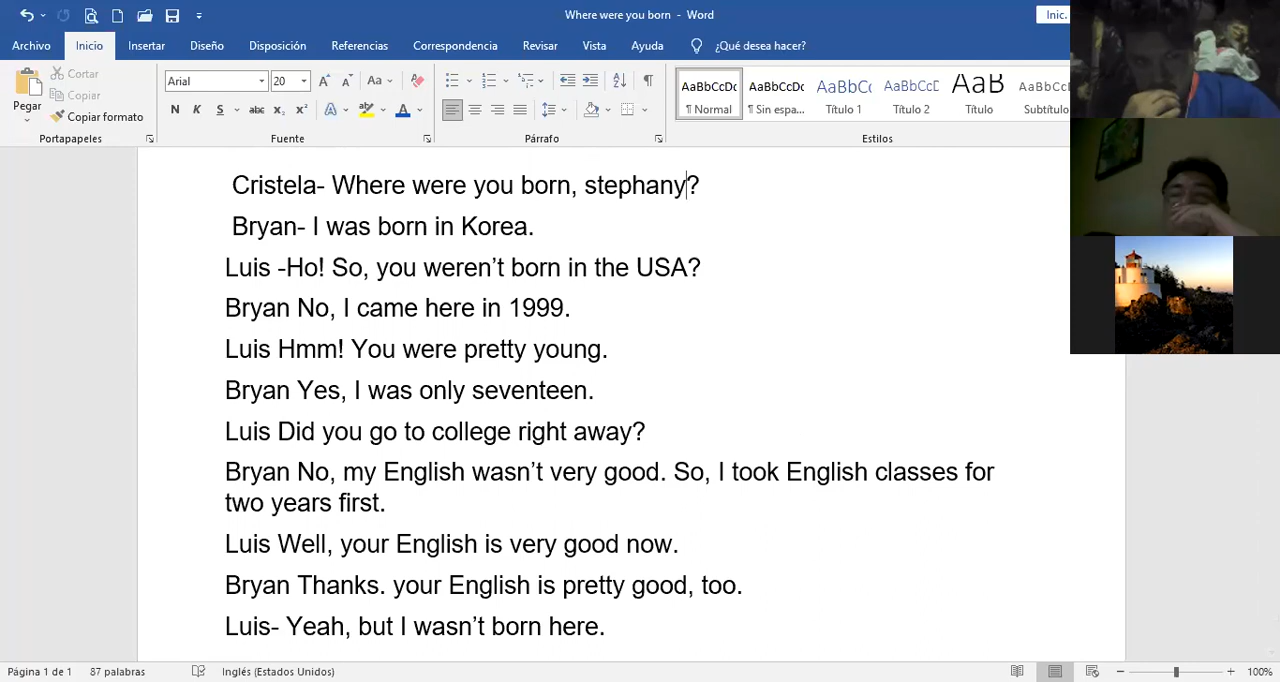 Where were you born - Word
Inic.
Archivo Inicio Insertar Diseño Disposición Referencias Correspondencia Revisar Vista Ayuda ¿Qué desea hacer?
Pegar
Cortar
Copiar
Copiar formato
Portapapeles
Arial 20
Aa
N K S abc x₂ x² A A
Fuente
Párrafo
AaBbCcDc AaBbCcDc AaBbC AaBbCcD AaB AaBbCc
¶ Normal ¶ Sin espa... Título 1 Título 2 Título Subtítulo
Estilos
Cristela- Where were you born, stephany?
Bryan- I was born in Korea.
Luis -Ho! So, you weren’t born in the USA?
Bryan No, I came here in 1999.
Luis Hmm! You were pretty young.
Bryan Yes, I was only seventeen.
Luis Did you go to college right away?
Bryan No, my English wasn’t very good. So, I took English classes for
two years first.
Luis Well, your English is very good now.
Bryan Thanks. your English is pretty good, too.
Luis- Yeah, but I wasn’t born here.
Página 1 de 1 87 palabras Inglés (Estados Unidos) 100%